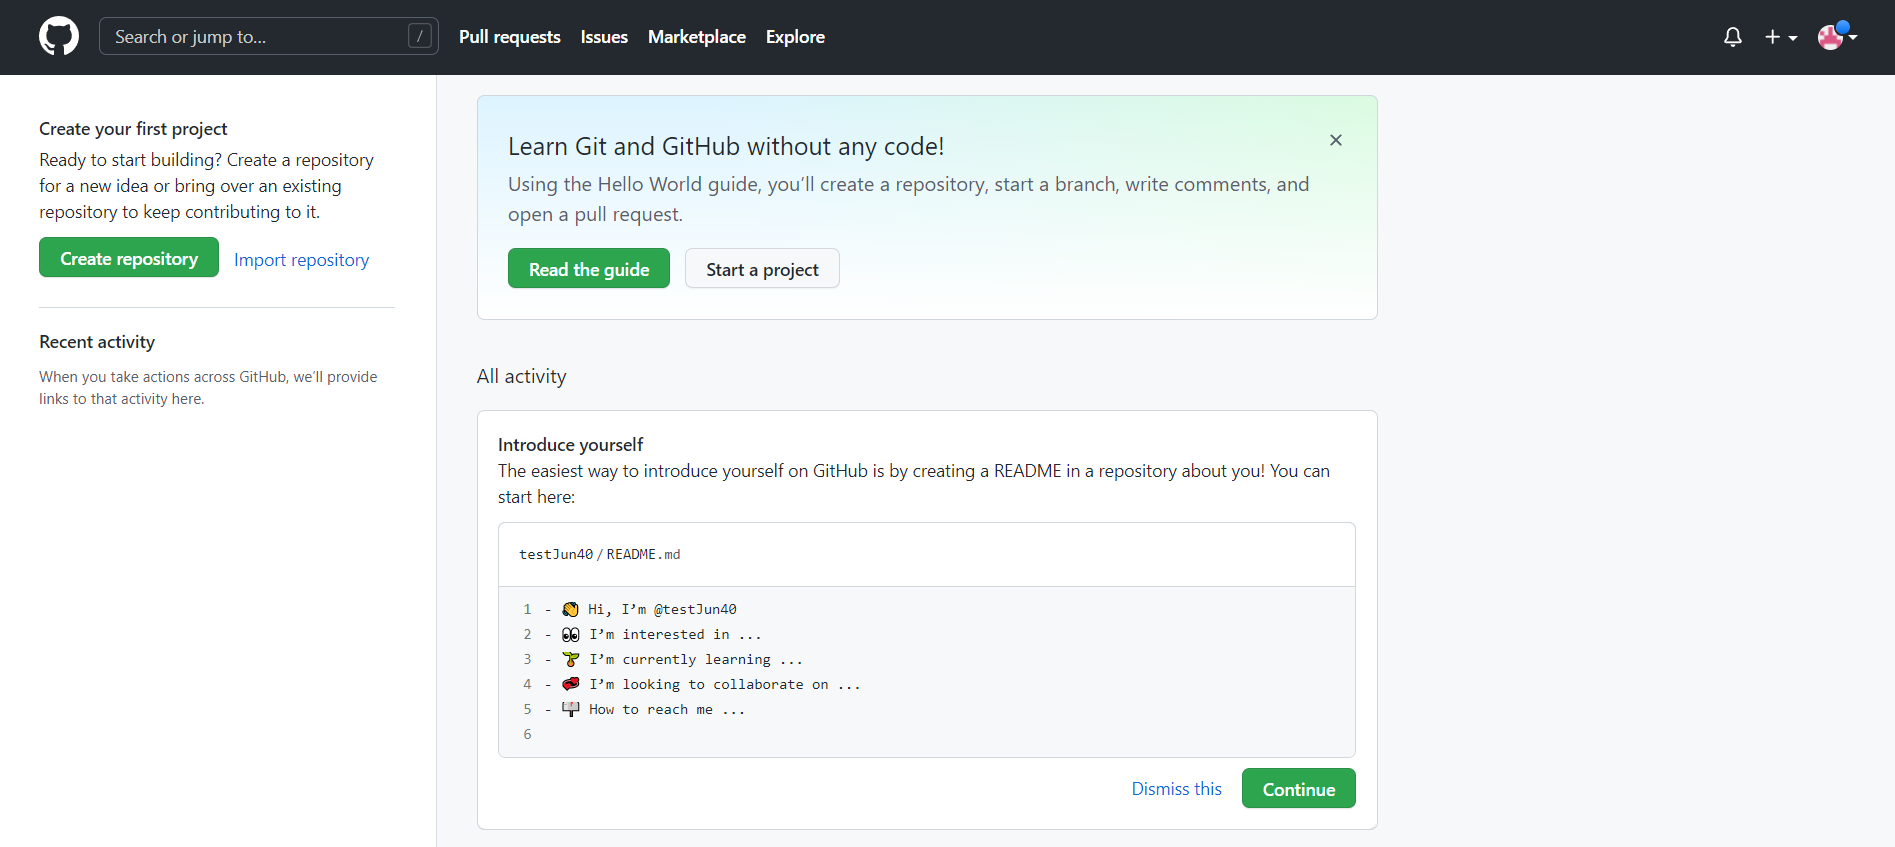 Search or jump to... /
Pull requests Issues Marketplace Explore
Create your first project
Ready to start building? Create a repository
for a new idea or bring over an existing
repository to keep contributing to it.
Create repository Import repository
Recent activity
When you take actions across GitHub, we’ll provide
links to that activity here.
Learn Git and GitHub without any code!
Using the Hello World guide, you’ll create a repository, start a branch, write comments, and
open a pull request.
Read the guide Start a project
All activity
Introduce yourself
The easiest way to introduce yourself on GitHub is by creating a README in a repository about you! You can
start here:
testJun40 / README.md
1 - 👋 Hi, I’m @testJun40
2 - 👀 I’m interested in ...
3 - 🌱 I’m currently learning ...
4 - 💞️ I’m looking to collaborate on ...
5 - 📫 How to reach me ...
6
Dismiss this Continue